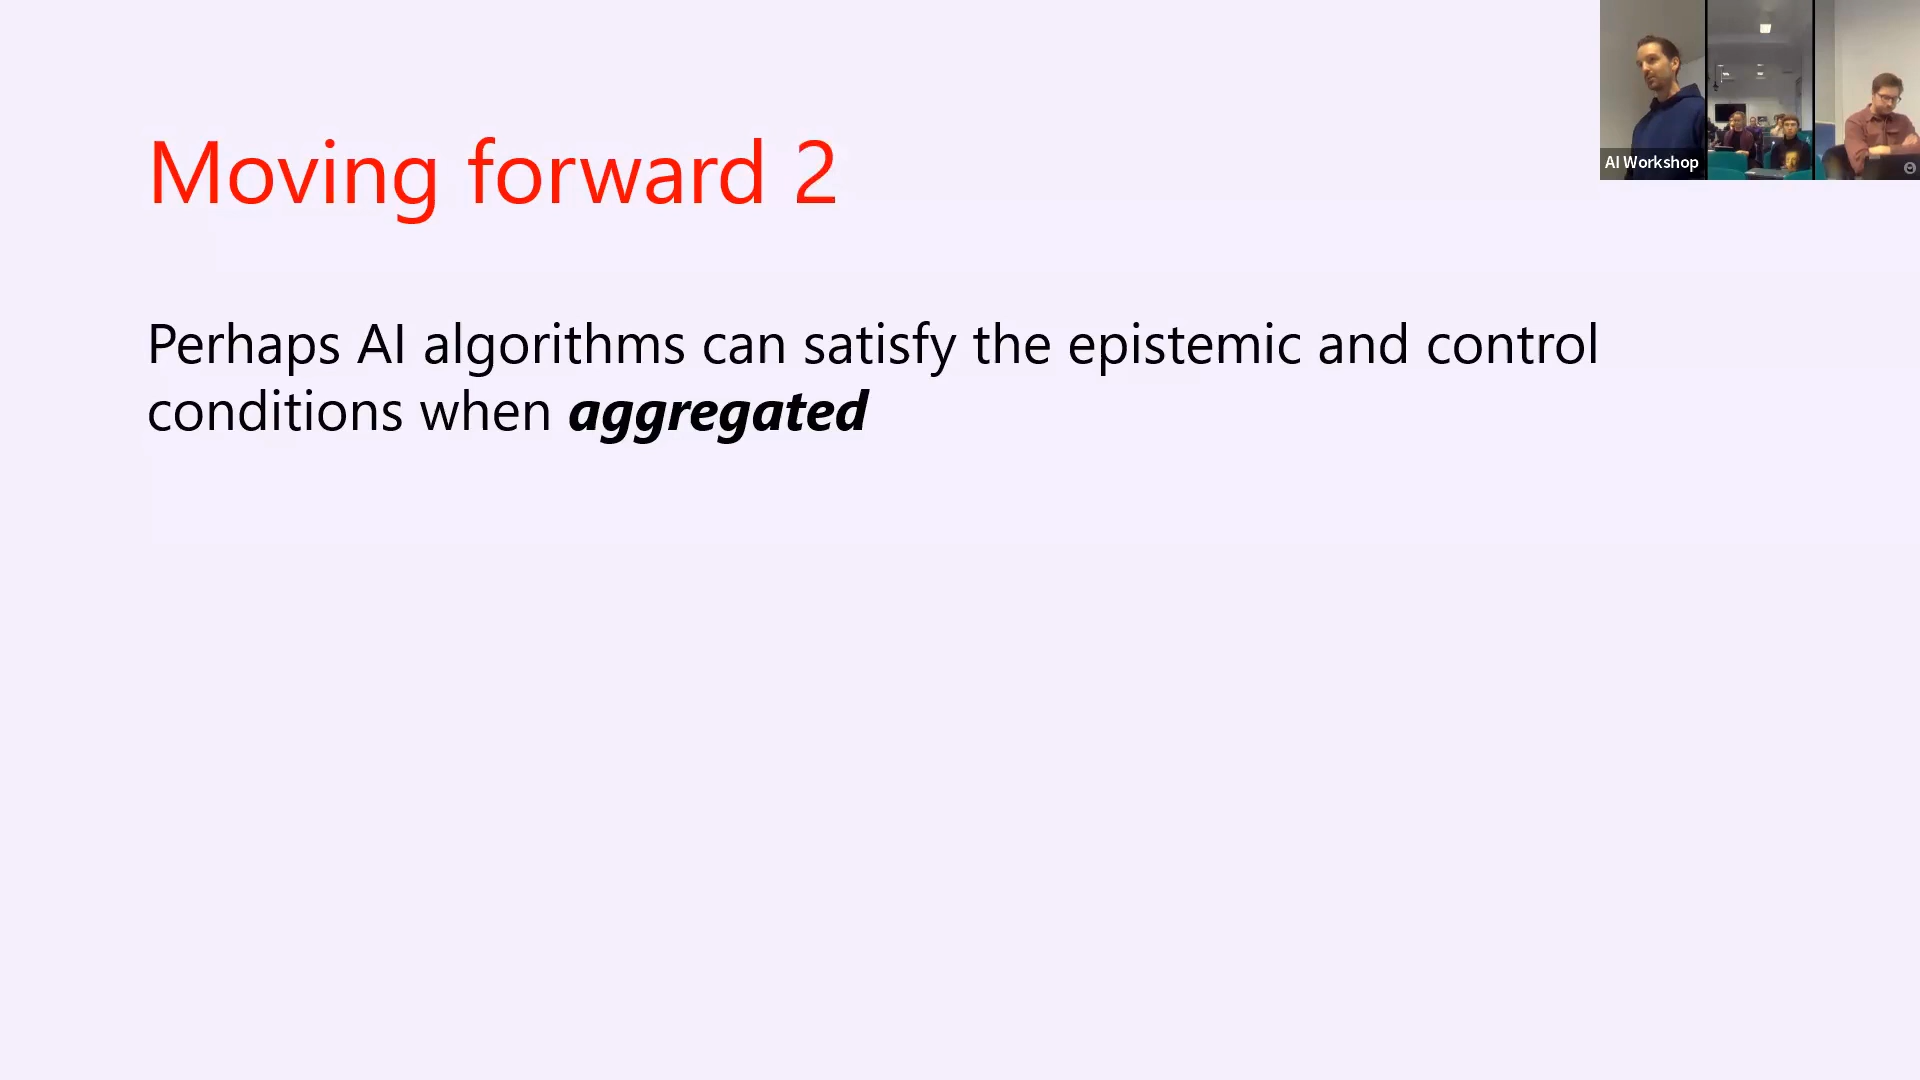 Moving forward 2
Perhaps AI algorithms can satisfy the epistemic and control
conditions when aggregated
AI Workshop